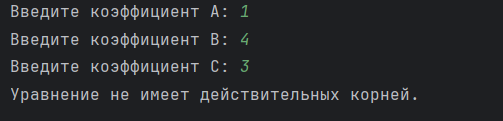 Введите коэффициент A: 1
Введите коэффициент B: 4
Введите коэффициент C: 3
Уравнение не имеет действительных корней.